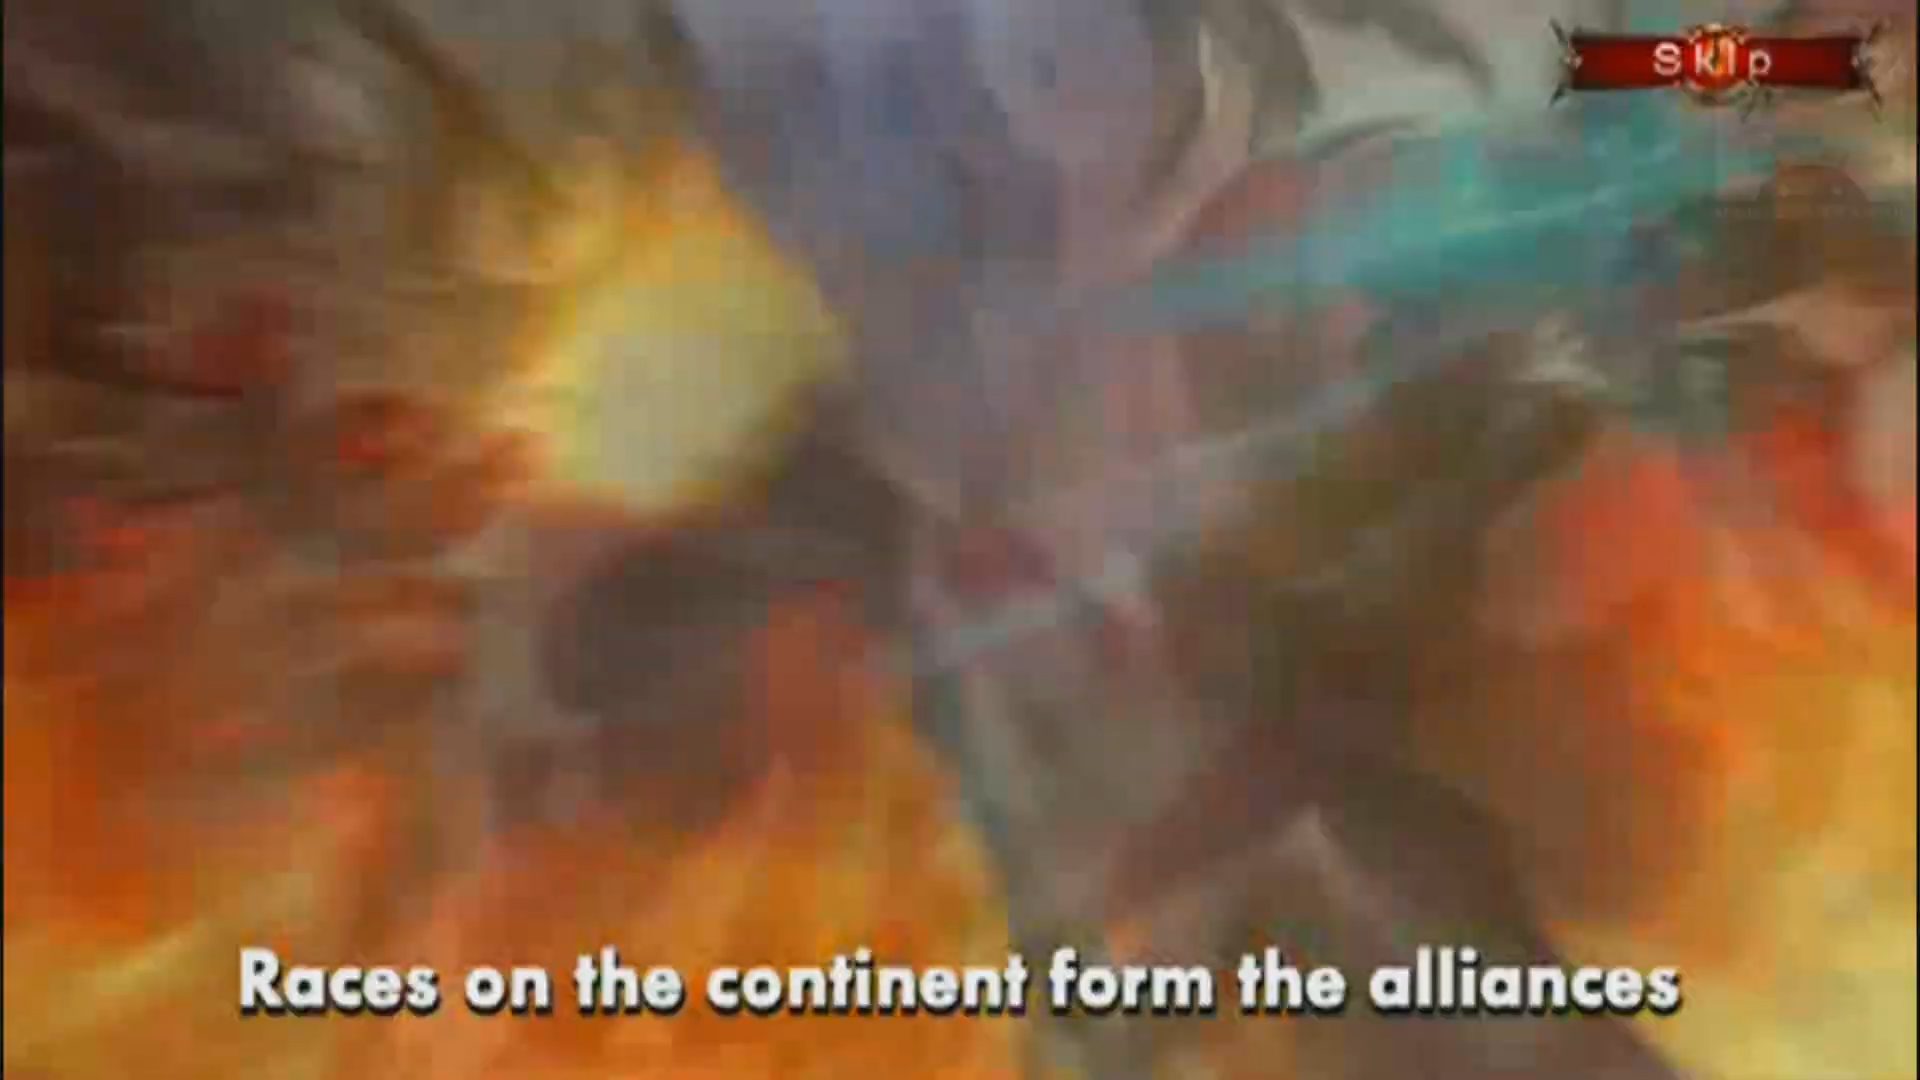 Skip
Races on the continent form the alliances